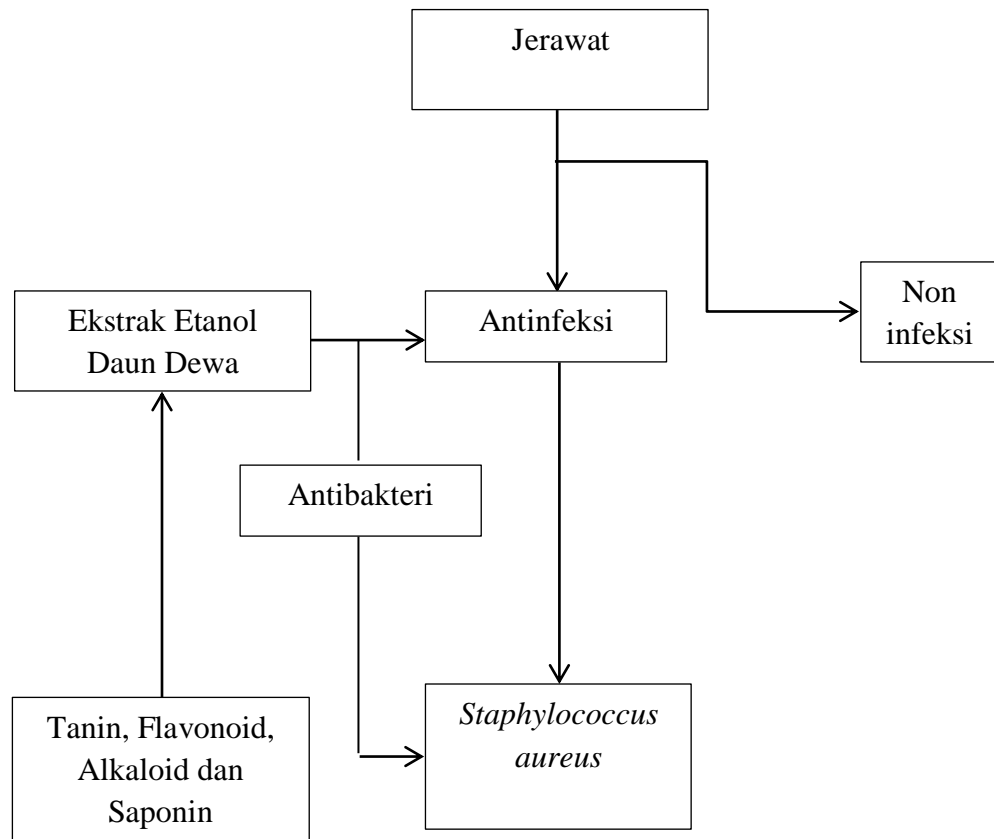 Jerawat
Non
infeksi
Ekstrak Etanol
Daun Dewa
Antinfeksi
Antibakteri
Tanin, Flavonoid,
Alkaloid dan
Saponin
Staphylococcus
aureus